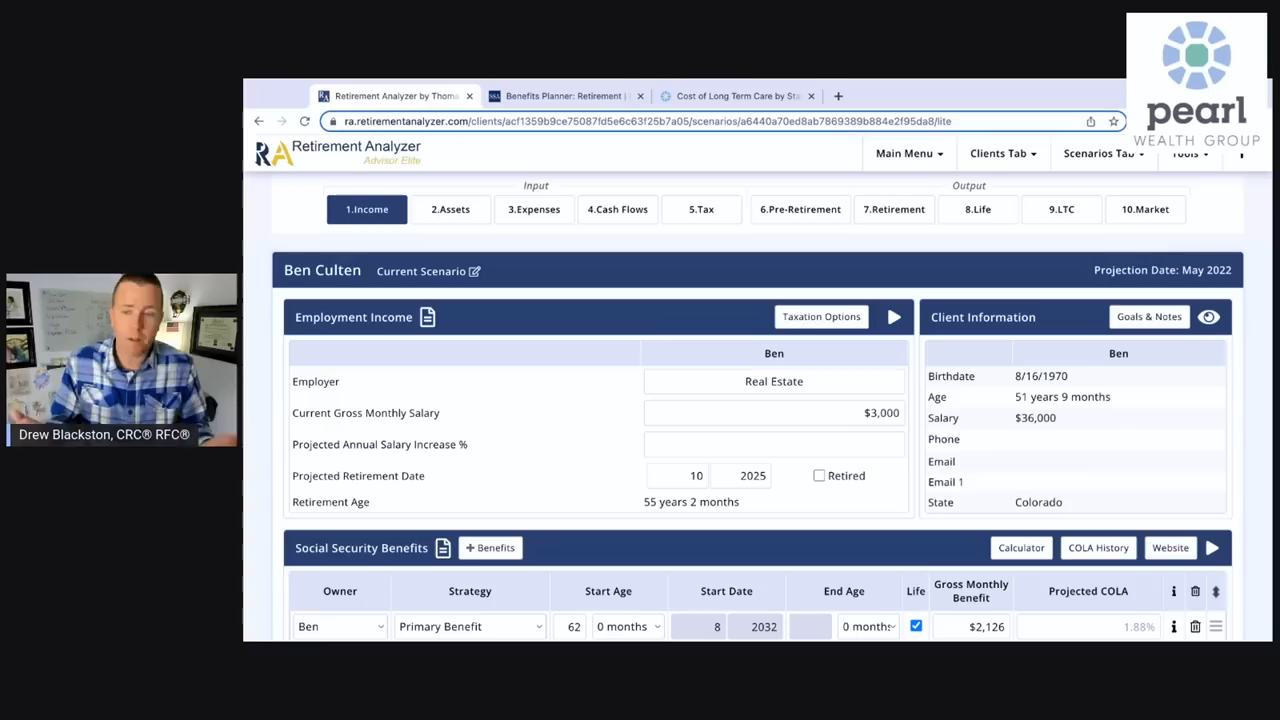 pearl
WEALTH GROUP
Retirement Analyzer by Thoma
SSA Benefits Planner: Retirement |
Cost of Long Term Care by Sta
ra.retirementanalyzer.com/clients/acf1359b9ce75087fd5e6c63f25b7a05/scenarios/a6440a70ed8ab7869389b884e2f95da8/lite
RA Retirement Analyzer
Advisor Elite
Main Menu
Clients Tab
Scenarios Tab
Tools
Input
Output
1.Income
2.Assets
3.Expenses
4.Cash Flows
5.Tax
6.Pre-Retirement
7.Retirement
8.Life
9.LTC
10.Market
Ben Culten
Current Scenario
Projection Date: May 2022
Employment Income
Taxation Options
Ben
Employer
Real Estate
Current Gross Monthly Salary
$3,000
Projected Annual Salary Increase %
Projected Retirement Date
10
2025
Retired
Retirement Age
55 years 2 months
Client Information
Goals & Notes
Ben
Birthdate
8/16/1970
Age
51 years 9 months
Salary
$36,000
Phone
Email
Email 1
State
Colorado
Social Security Benefits
+ Benefits
Calculator
COLA History
Website
Owner
Strategy
Start Age
Start Date
End Age
Life
Gross Monthly
Benefit
Projected COLA
Ben
Primary Benefit
62
0 months
8
2032
0 months
$2,126
1.88%
Drew Blackston, CRC® RFC®